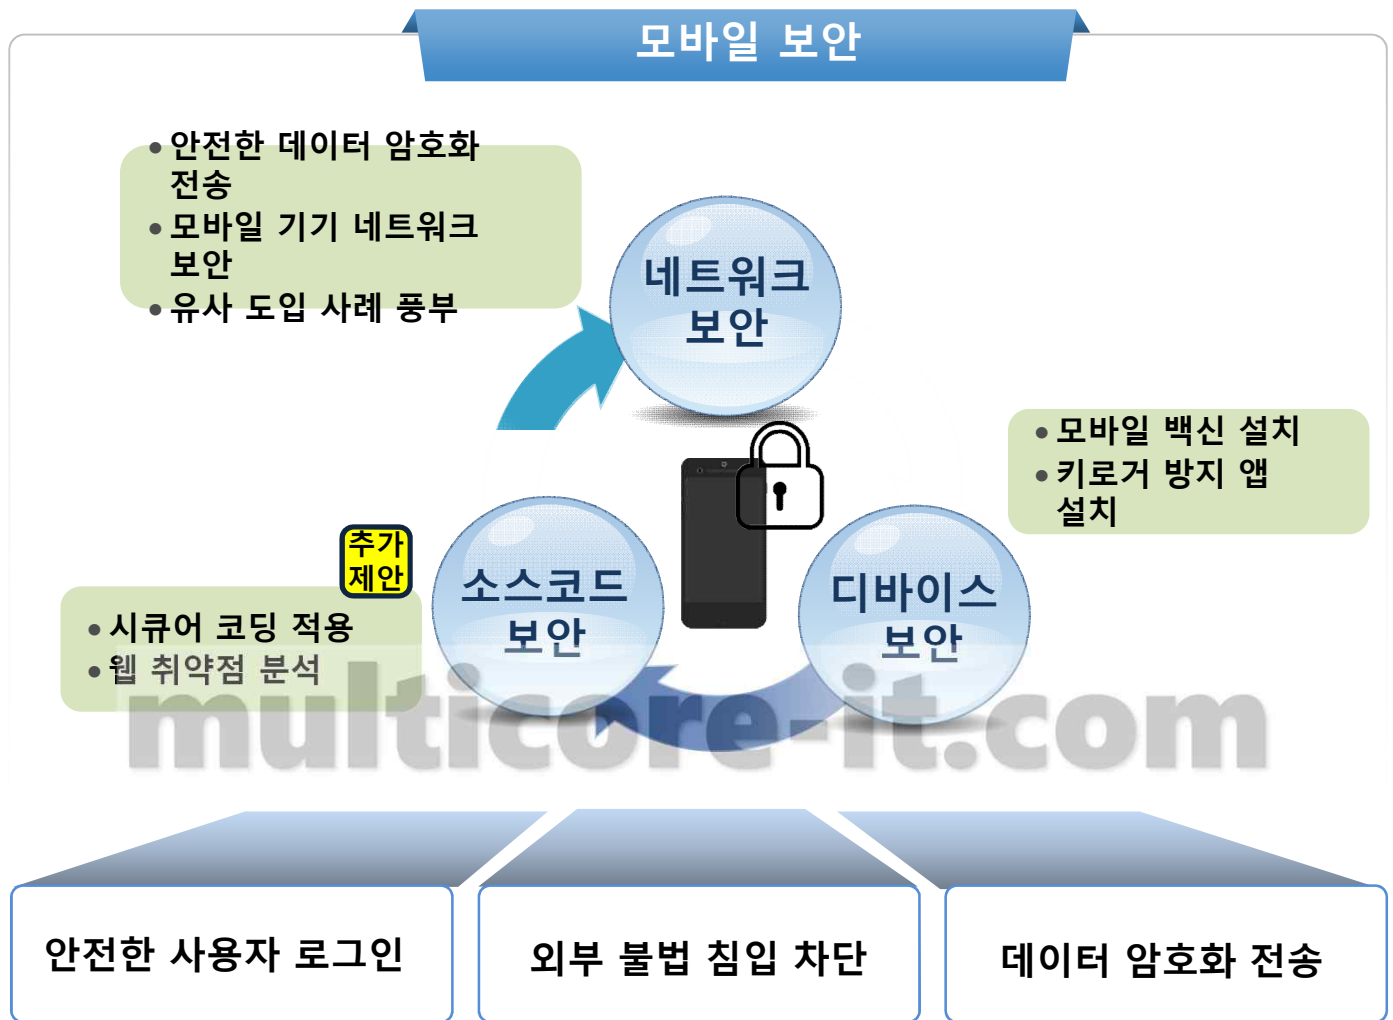 모바일 보안
안전한 데이터 암호화
전송
모바일 기기 네트워크
보안
유사 도입 사례 풍부
네트워크
보안
모바일 백신 설치
키로거 방지 앱
설치
추가
제안
시큐어 코딩 적용
웹 취약점 분석
소스코드
보안
디바이스
보안
multicore-it.com
안전한 사용자 로그인
외부 불법 침입 차단
데이터 암호화 전송